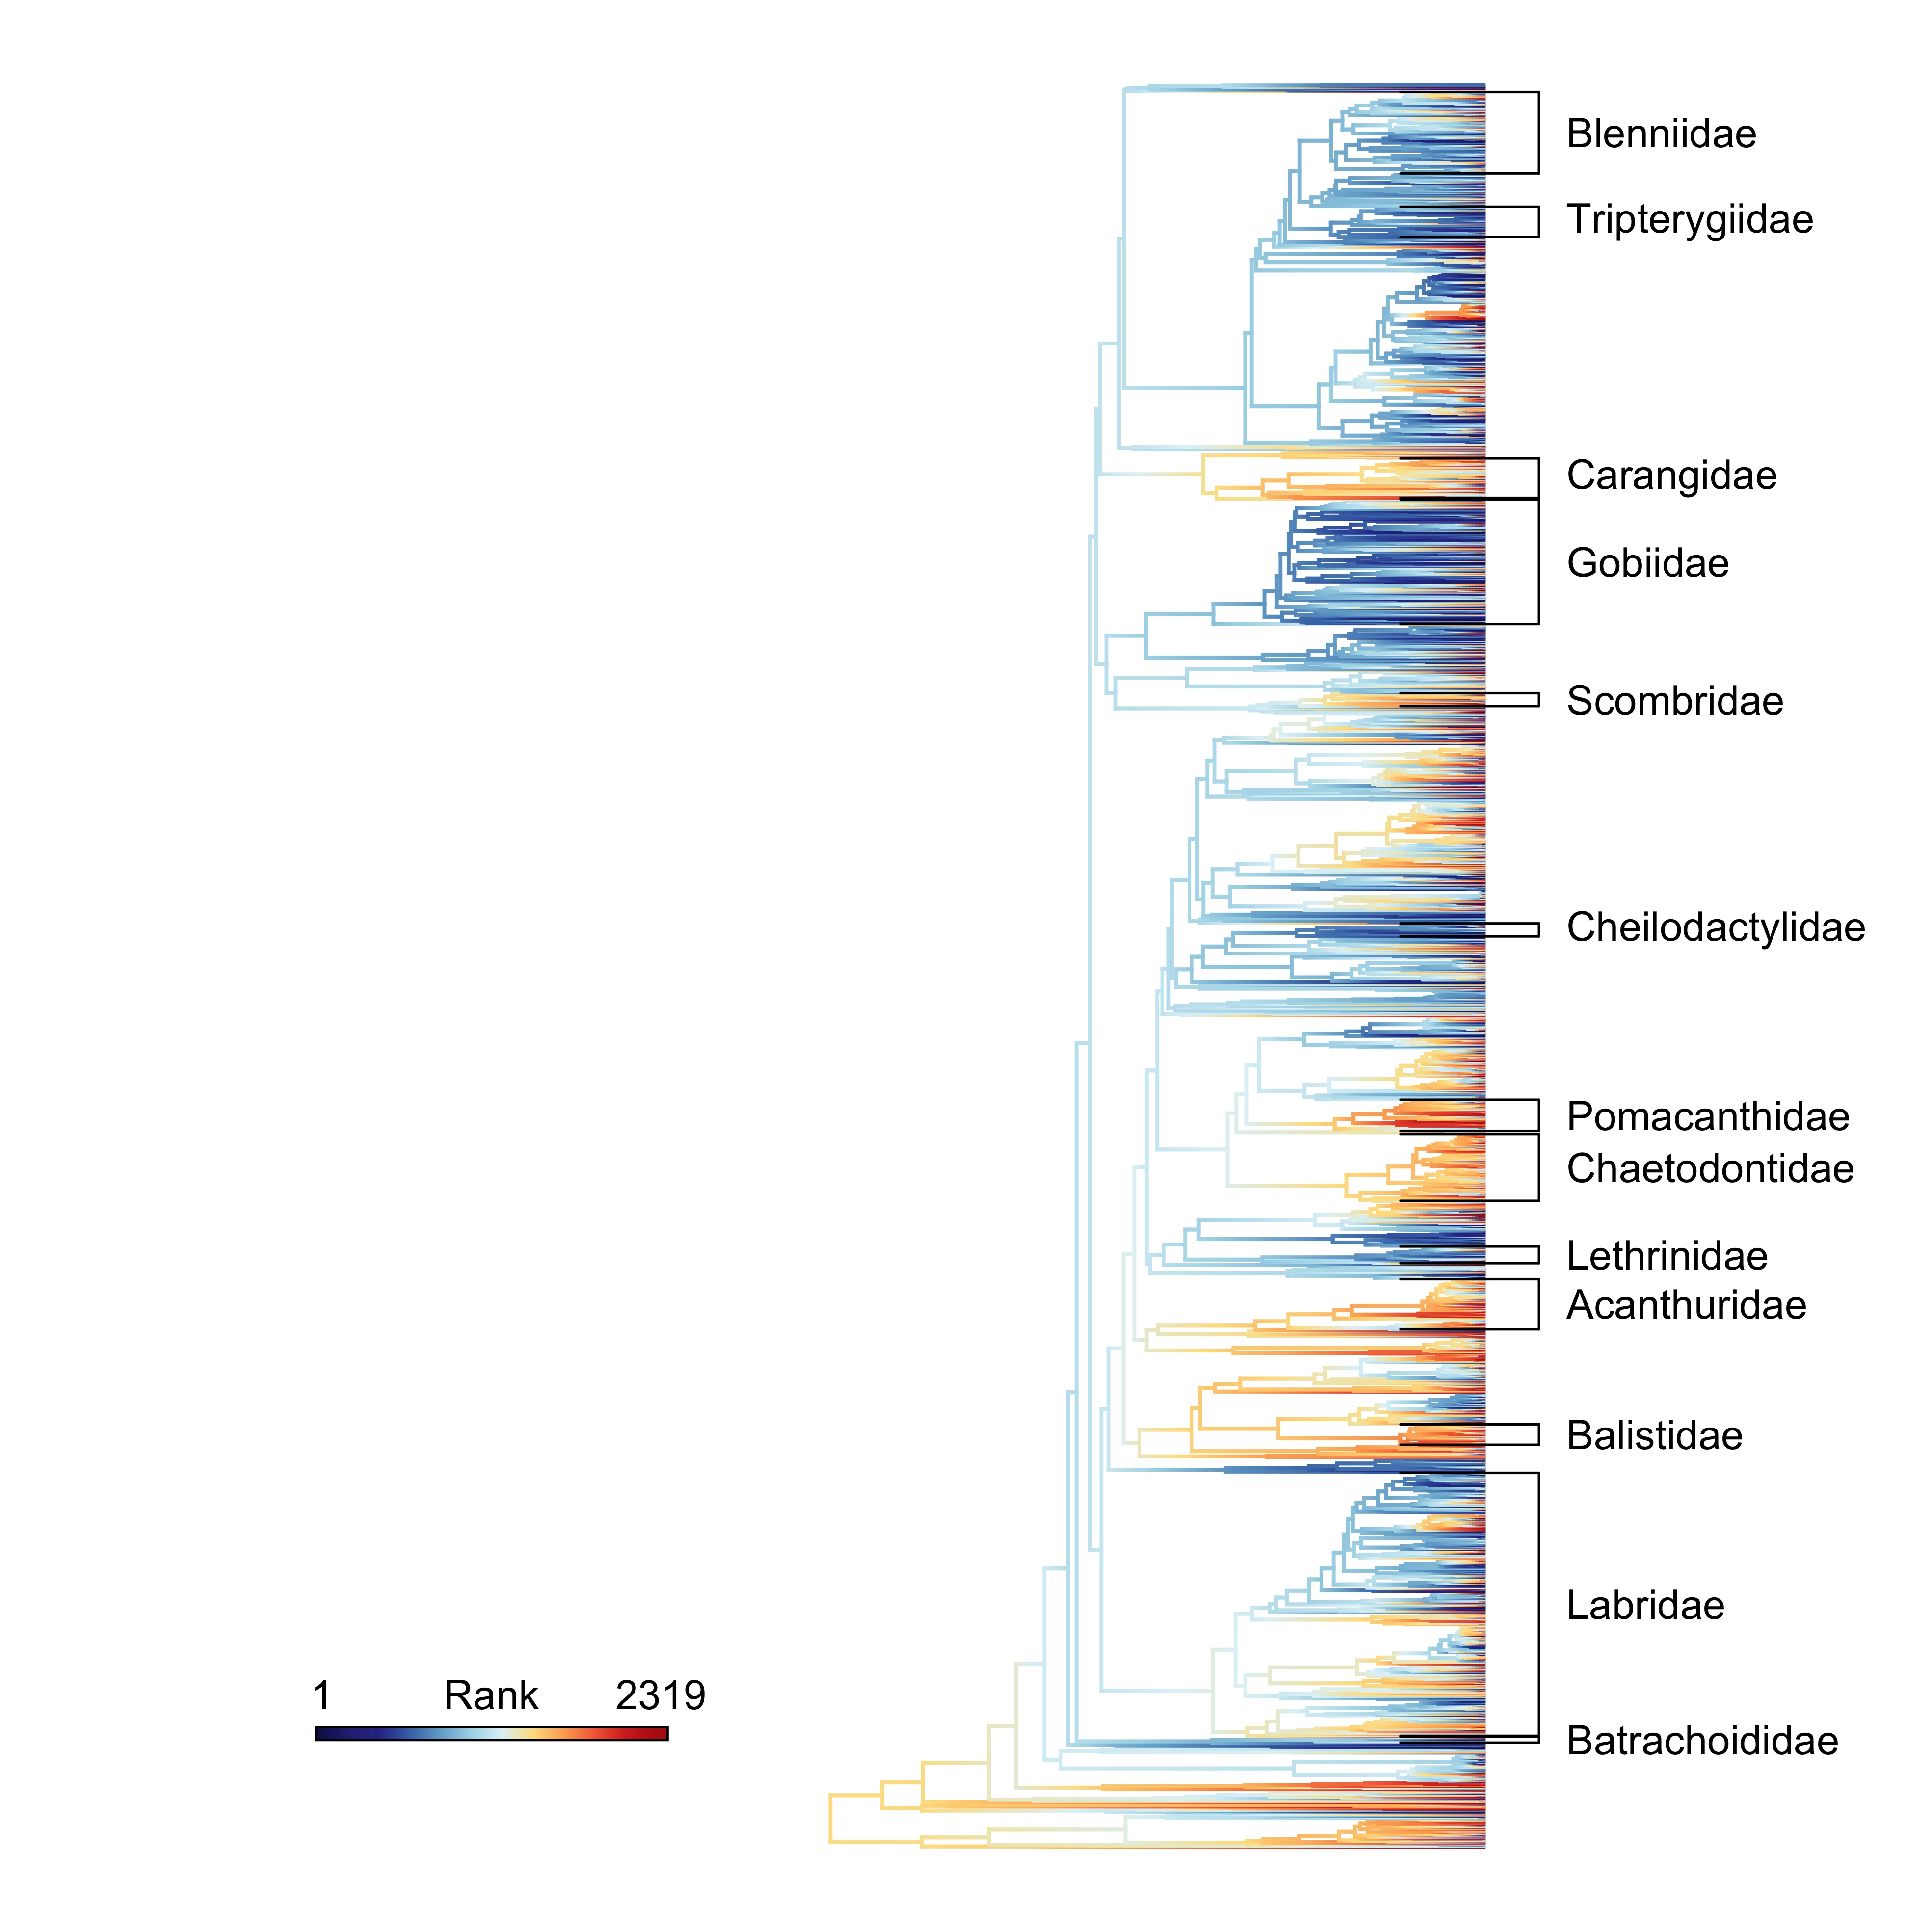 Blenniidae
Tripterygiidae
Carangidae
Gobiidae
Scombridae
Cheilodactylidae
Pomacanthidae
Chaetodontidae
Lethrinidae
Acanthuridae
Balistidae
Labridae
1 Rank 2319
Batrachoididae